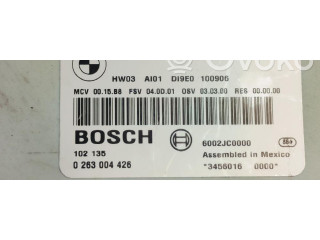 HW03 AI01 DI9E0 100906
MCV 00.15.88 FSV 04.00.01 OSV 03.03.00 RES 00.00.00
BOSCH
6002JC0000
102 135
Assembled in Mexico
0 263 004 426
*3456016 0000*